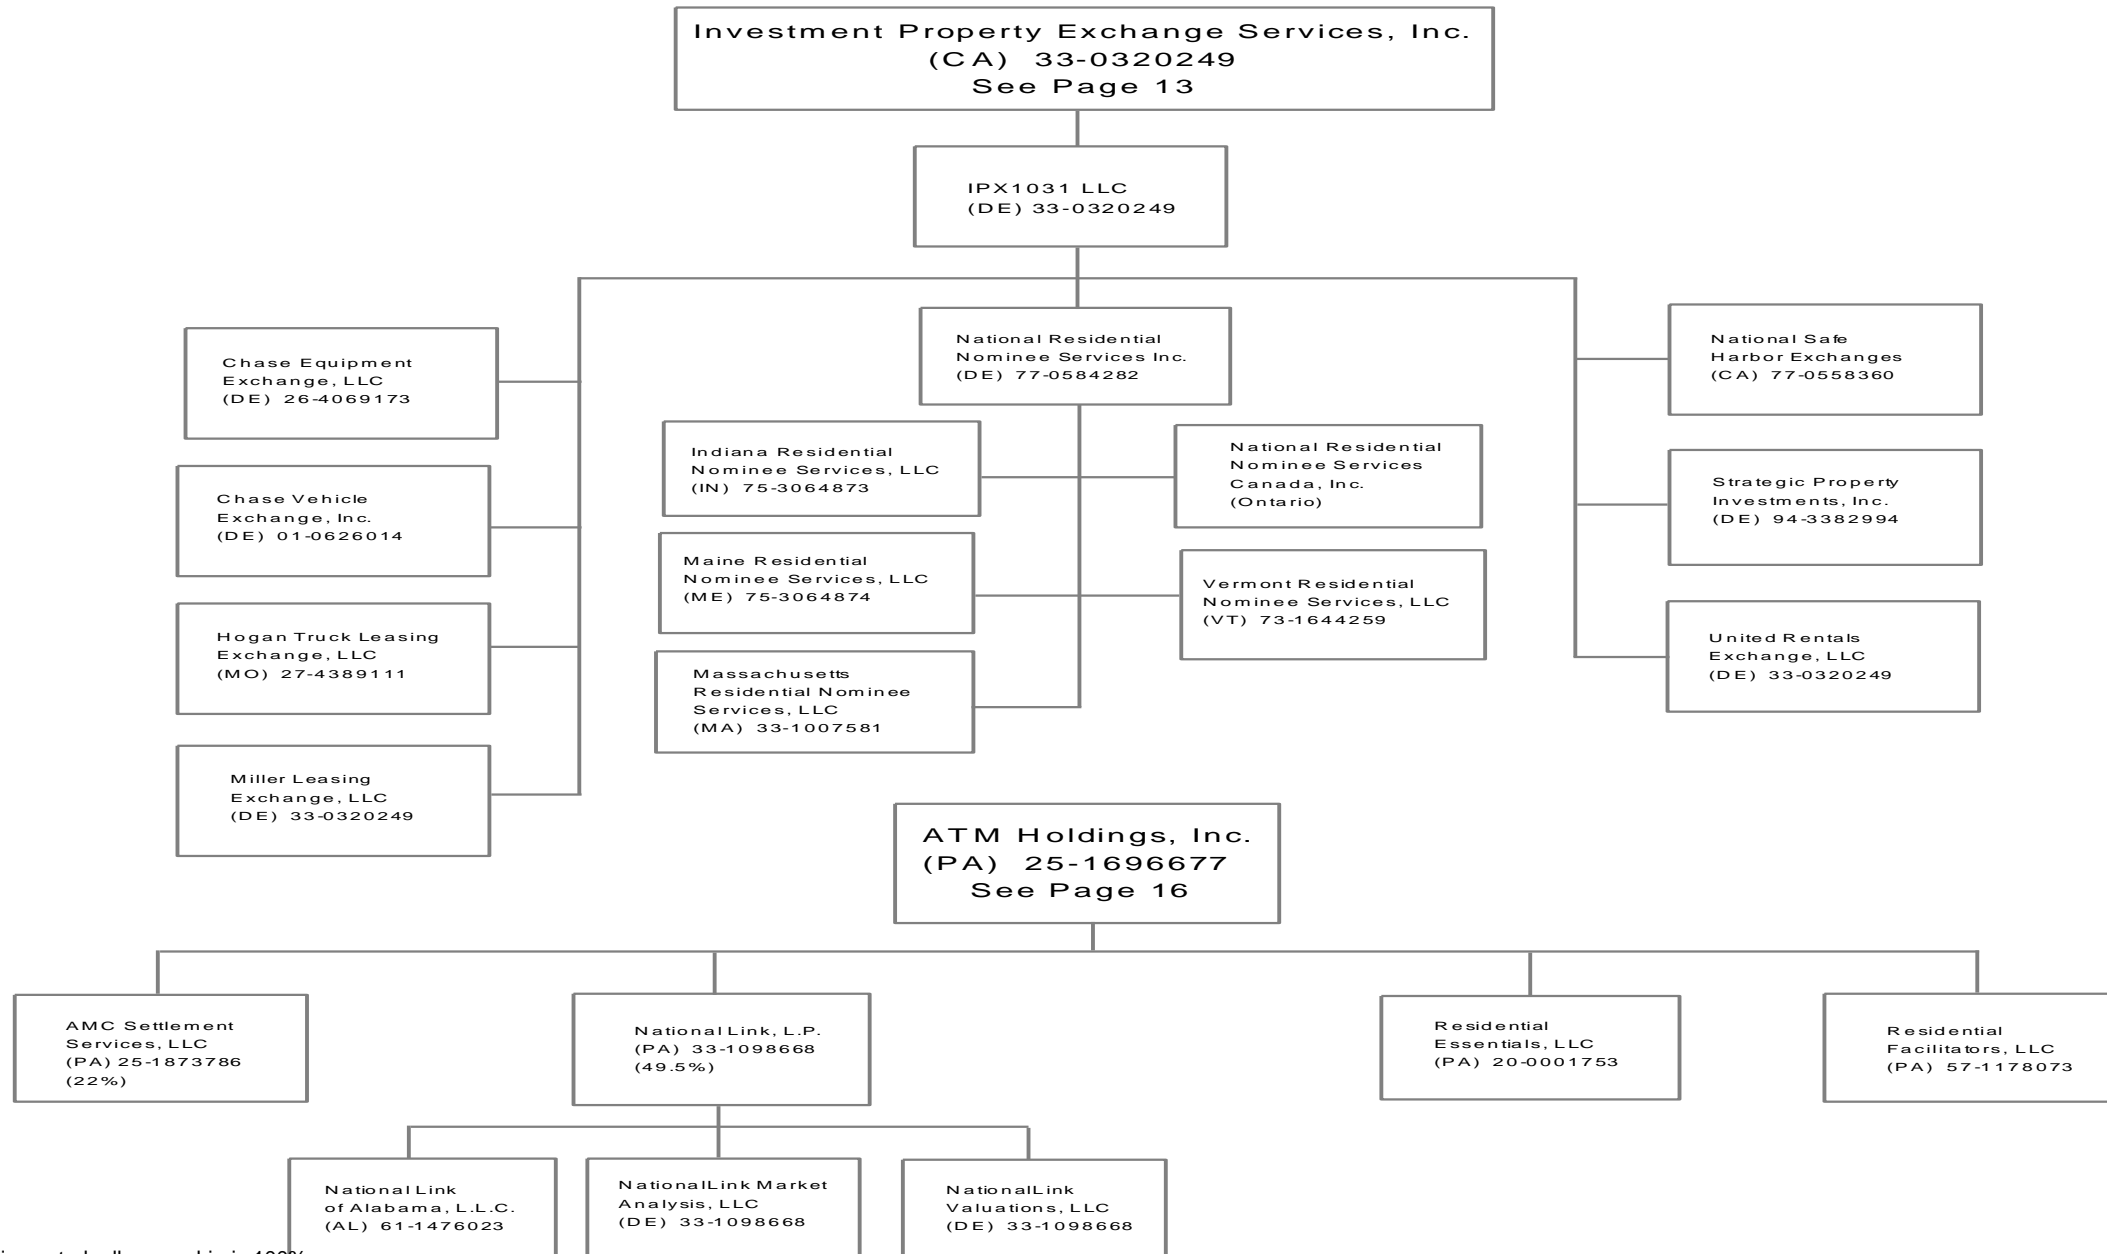 Investment Property Exchange Services, Inc.
(CA) 33-0320249
See Page 13
IPX1031 LLC
(DE) 33-0320249
Chase Equipment
Exchange, LLC
(DE) 26-4069173
Chase Vehicle
Exchange, Inc.
(DE) 01-0626014
Hogan Truck Leasing
Exchange, LLC
(MO) 27-4389111
Miller Leasing
Exchange, LLC
(DE) 33-0320249
National Residential
Nominee Services Inc.
(DE) 77-0584282
Indiana Residential
Nominee Services, LLC
(IN) 75-3064873
Maine Residential
Nominee Services, LLC
(ME) 75-3064874
Massachusetts
Residential Nominee
Services, LLC
(MA) 33-1007581
National Residential
Nominee Services
Canada, Inc.
(Ontario)
Vermont Residential
Nominee Services, LLC
(VT) 73-1644259
National Safe
Harbor Exchanges
(CA) 77-0558360
Strategic Property
Investments, Inc.
(DE) 94-3382994
United Rentals
Exchange, LLC
(DE) 33-0320249
ATM Holdings, Inc.
(PA) 25-1696677
See Page 16
AMC Settlement
Services, LLC
(PA) 25-1873786
(22%)
National Link, L.P.
(PA) 33-1098668
(49.5%)
Residential
Essentials, LLC
(PA) 20-0001753
Residential
Facilitators, LLC
(PA) 57-1178073
National Link
of Alabama, L.L.C.
(AL) 61-1476023
NationalLink Market
Analysis, LLC
(DE) 33-1098668
NationalLink
Valuations, LLC
(DE) 33-1098668